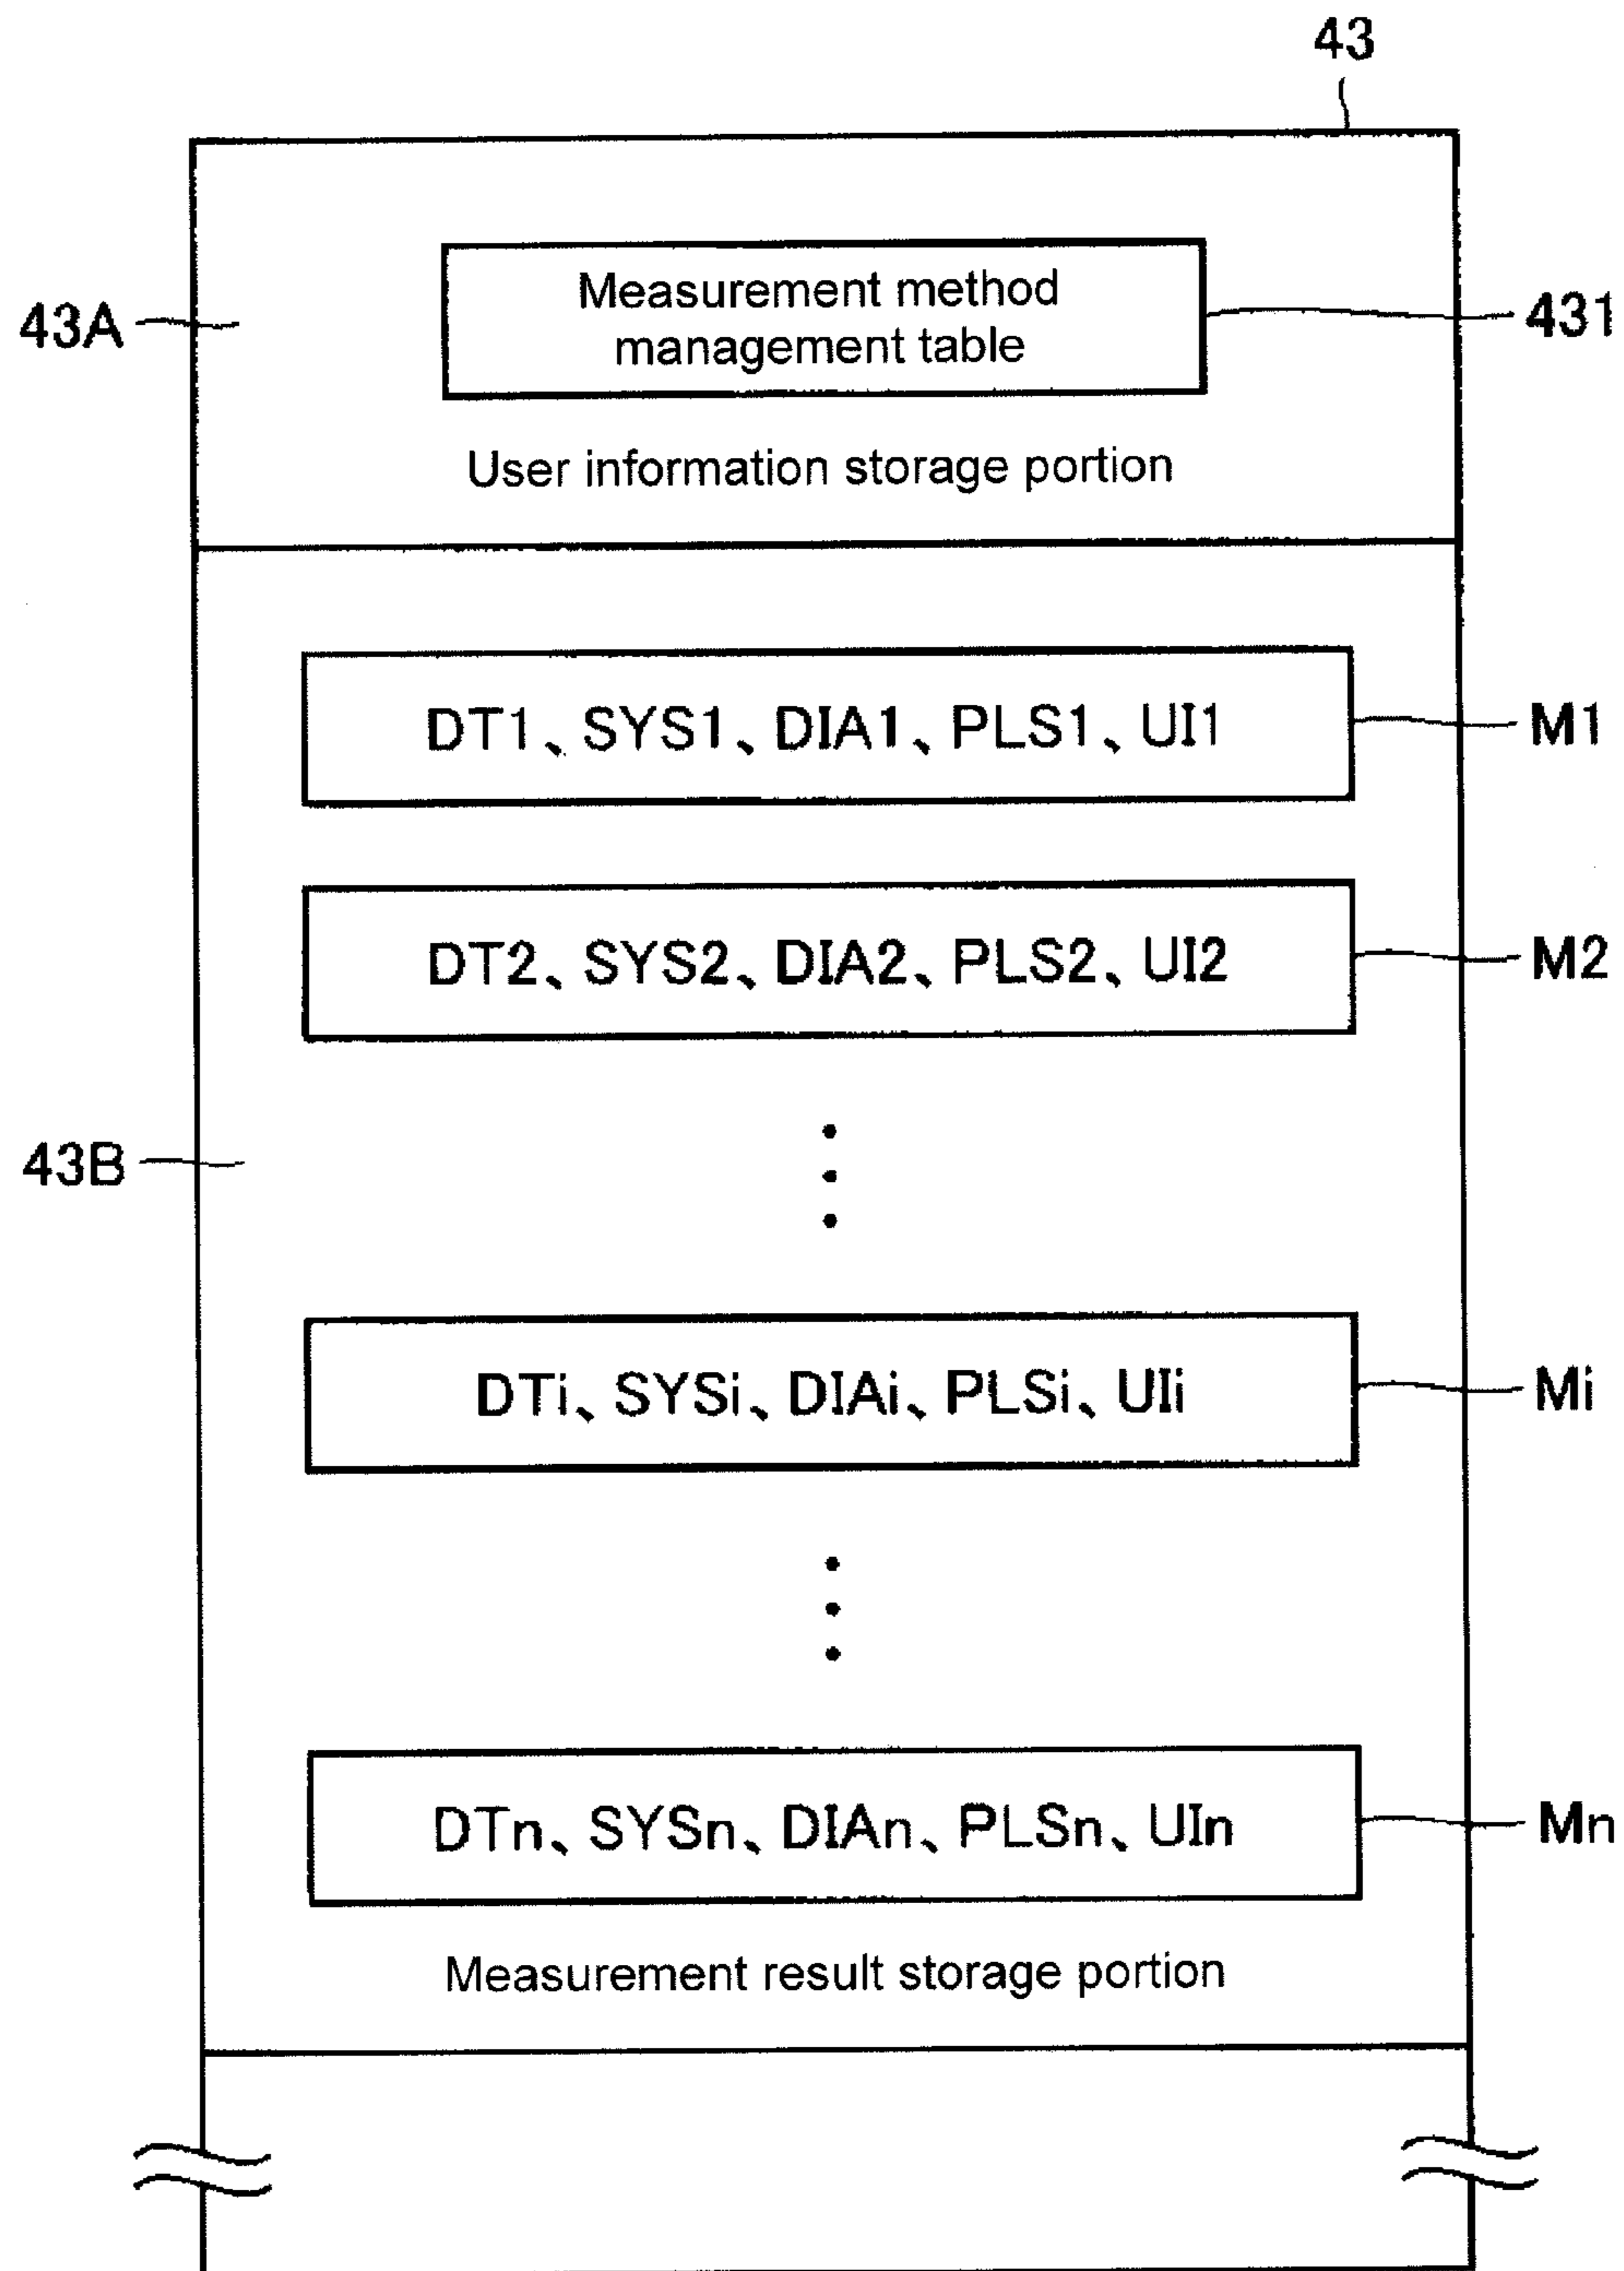 43
Measurement method
management table
43A
431
User information storage portion
DT1、SYS1、DIA1、PLS1、UI1
M1
DT2、SYS2、DIA2、PLS2、UI2
M2
43B
DTi、SYSi、DIAi、PLSi、UIi
Mi
DTn、SYSn、DIAn、PLSn、UIn
Mn
Measurement result storage portion